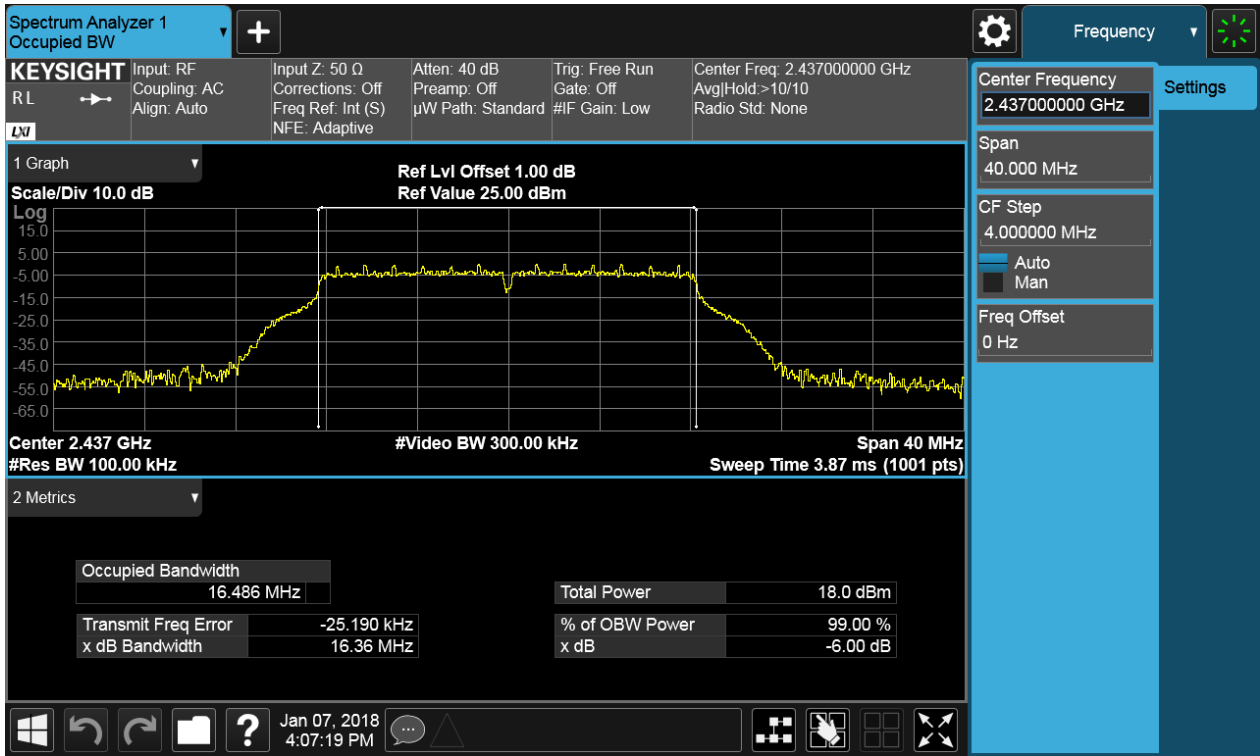 Spectrum Analyzer 1
Occupied BW
+
Frequency
KEYSIGHT
R L
LXI
Input: RF
Coupling: AC
Align: Auto
Input Z: 50 Ω
Corrections: Off
Freq Ref: Int (S)
NFE: Adaptive
Atten: 40 dB
Preamp: Off
µW Path: Standard
Trig: Free Run
Gate: Off
#IF Gain: Low
Center Freq: 2.437000000 GHz
Avg|Hold:>10/10
Radio Std: None
Center Frequency
2.437000000 GHz
Settings
Span
40.000 MHz
CF Step
4.000000 MHz
Auto
Man
Freq Offset
0 Hz
1 Graph
Ref Lvl Offset 1.00 dB
Scale/Div 10.0 dB
Ref Value 25.00 dBm
Log
15.0
5.00
-5.00
-15.0
-25.0
-35.0
-45.0
-55.0
-65.0
Center 2.437 GHz
#Video BW 300.00 kHz
Span 40 MHz
#Res BW 100.00 kHz
Sweep Time 3.87 ms (1001 pts)
2 Metrics
Occupied Bandwidth
16.486 MHz
Total Power 18.0 dBm
Transmit Freq Error -25.190 kHz
% of OBW Power 99.00 %
x dB Bandwidth 16.36 MHz
x dB -6.00 dB
?
Jan 07, 2018
4:07:19 PM